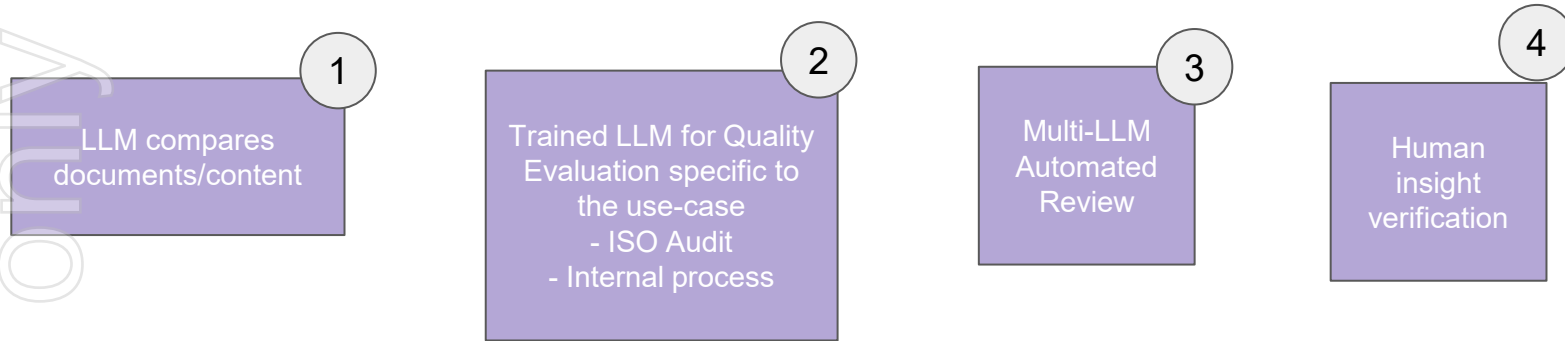 1
LLM compares
documents/content
2
Trained LLM for Quality
Evaluation specific to
the use-case
- ISO Audit
- Internal process
3
Multi-LLM
Automated
Review
4
Human
insight
verification
only